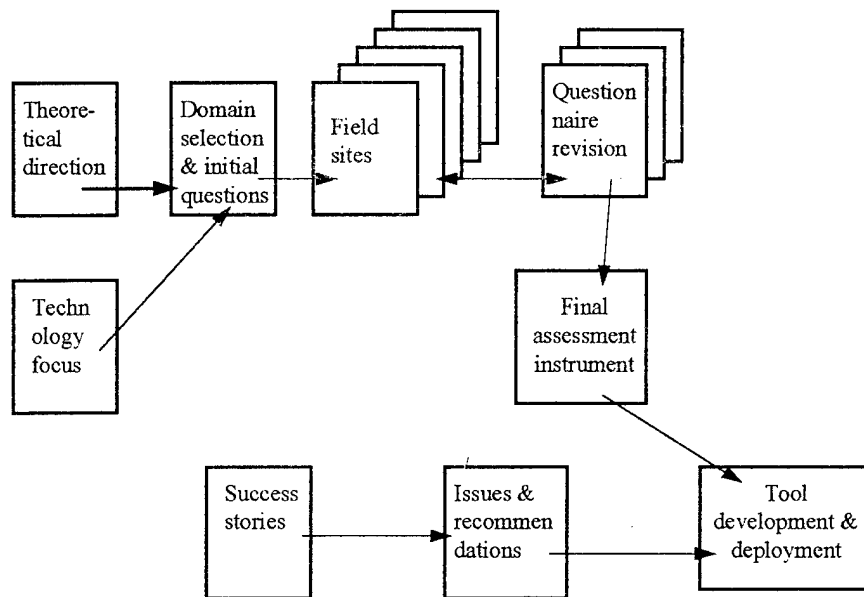 Theore-
tical
direction
Domain
selection
& initial
questions
Field
sites
Question
naire
revision
Techn
ology
focus
Final
assessment
instrument
Success
stories
Issues &
recommen
dations
Tool
development &
deployment